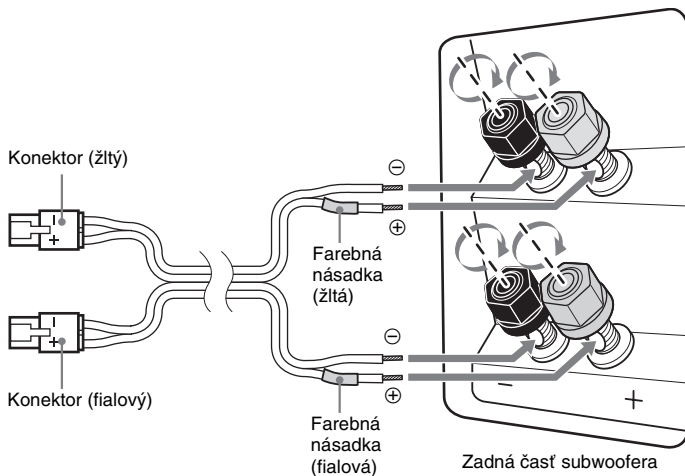 Konektor (žltý)
−
+
−
+
Konektor (fialový)
⊖
⊕
Farebná
násadka
(žltá)
⊖
⊕
Farebná
násadka
(fialová)
−
+
Zadná časť subwoofera